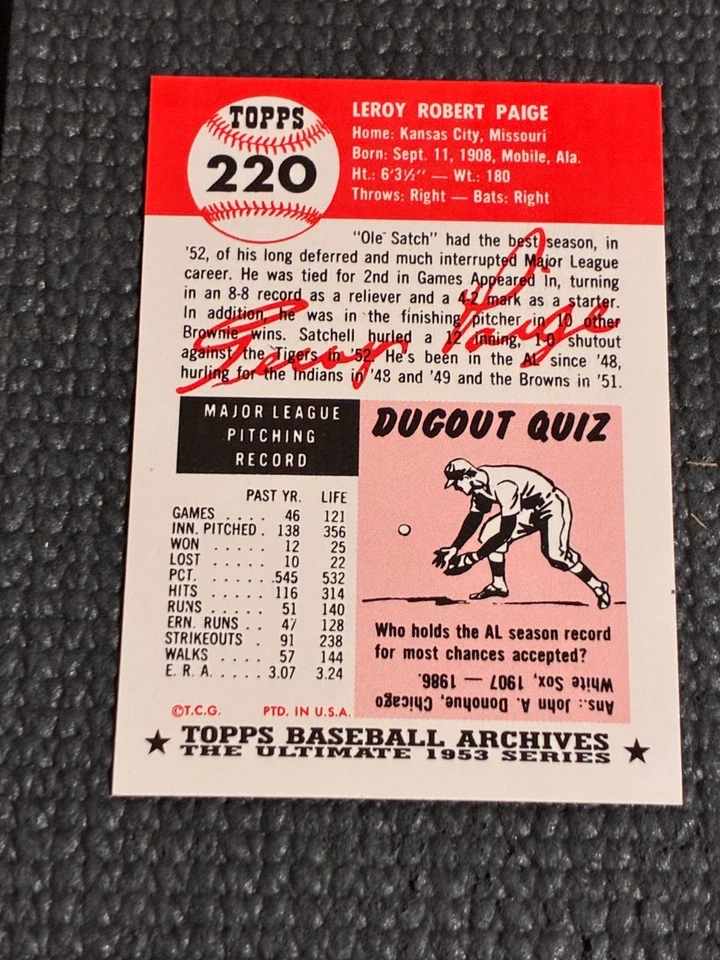 TOPPS
220
LEROY ROBERT PAIGE
Home: Kansas City, Missouri
Born: Sept. 11, 1908, Mobile, Ala.
Ht.: 6'3½" — Wt.: 180
Throws: Right — Bats: Right
"Ole Satch" had the best season, in
'52, of his long deferred and much interrupted Major League
career. He was tied for 2nd in Games Appeared In, turning
in an 8-8 record as a reliever and a 4-2 mark as a starter.
In addition, he was in the finishing pitcher in 10 other
Brownie wins. Satchell hurled a 12 inning, 1-0 shutout
against the Tigers in '52. He's been in the AL since '48,
hurling for the Indians in '48 and '49 and the Browns in '51.
Leroy Paige
MAJOR LEAGUE
PITCHING
RECORD
PAST YR. LIFE
GAMES . . . . 46 121
INN. PITCHED . 138 356
WON . . . . . 12 25
LOST . . . . . 10 22
PCT. . . . . . .545 532
HITS . . . . . 116 314
RUNS . . . . . 51 140
ERN. RUNS . . 47 128
STRIKEOUTS . 91 238
WALKS . . . . 57 144
E. R. A. . . . . 3.07 3.24
©T.C.G. PTD. IN U.S.A.
DUGOUT QUIZ
Who holds the AL season record
for most chances accepted?
Ans.: John A. Donohue, Chicago
White Sox, 1907 — 1986.
★ TOPPS BASEBALL ARCHIVES ★
THE ULTIMATE 1953 SERIES